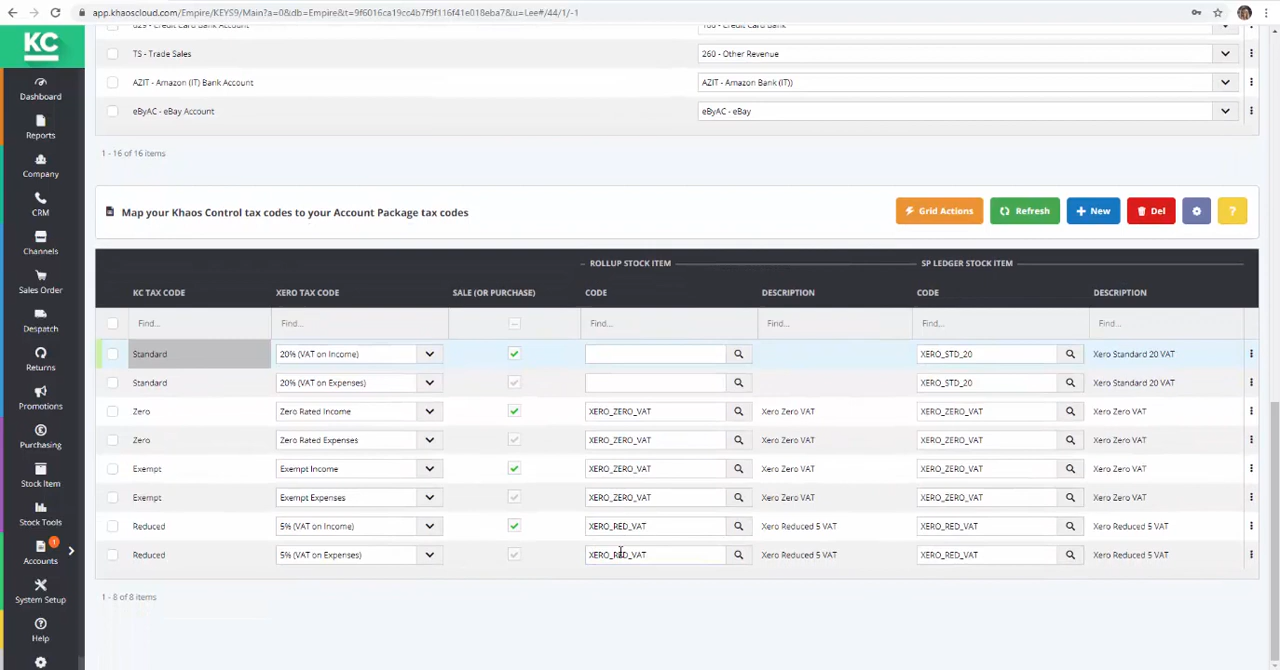 app.khaoscloud.com/Empire/KEYS9/Main?a=0&db=Empire&t=9f6016ca19cc4b7f9f116f41e018eba7&u=Lee#/44/1/-1
KC
Dashboard
Reports
Company
CRM
Channels
Sales Order
Despatch
Returns
Promotions
Purchasing
Stock Item
Stock Tools
1
Accounts
System Setup
Help
TS - Trade Sales 260 - Other Revenue
AZIT - Amazon (IT) Bank Account AZIT - Amazon Bank (IT))
eByAC - eBay Account eByAC - eBay
1 - 16 of 16 items
Map your Khaos Control tax codes to your Account Package tax codes Grid Actions Refresh New Del ?
ROLLUP STOCK ITEM SP LEDGER STOCK ITEM
KC TAX CODE XERO TAX CODE SALE (OR PURCHASE) CODE DESCRIPTION CODE DESCRIPTION
Find... Find... Find... Find... Find... Find...
Standard 20% (VAT on Income) XERO_STD_20 Xero Standard 20 VAT
Standard 20% (VAT on Expenses) XERO_STD_20 Xero Standard 20 VAT
Zero Zero Rated Income XERO_ZERO_VAT Xero Zero VAT XERO_ZERO_VAT Xero Zero VAT
Zero Zero Rated Expenses XERO_ZERO_VAT Xero Zero VAT XERO_ZERO_VAT Xero Zero VAT
Exempt Exempt Income XERO_ZERO_VAT Xero Zero VAT XERO_ZERO_VAT Xero Zero VAT
Exempt Exempt Expenses XERO_ZERO_VAT Xero Zero VAT XERO_ZERO_VAT Xero Zero VAT
Reduced 5% (VAT on Income) XERO_RED_VAT Xero Reduced 5 VAT XERO_RED_VAT Xero Reduced 5 VAT
Reduced 5% (VAT on Expenses) XERO_RED_VAT Xero Reduced 5 VAT XERO_RED_VAT Xero Reduced 5 VAT
1 - 8 of 8 items